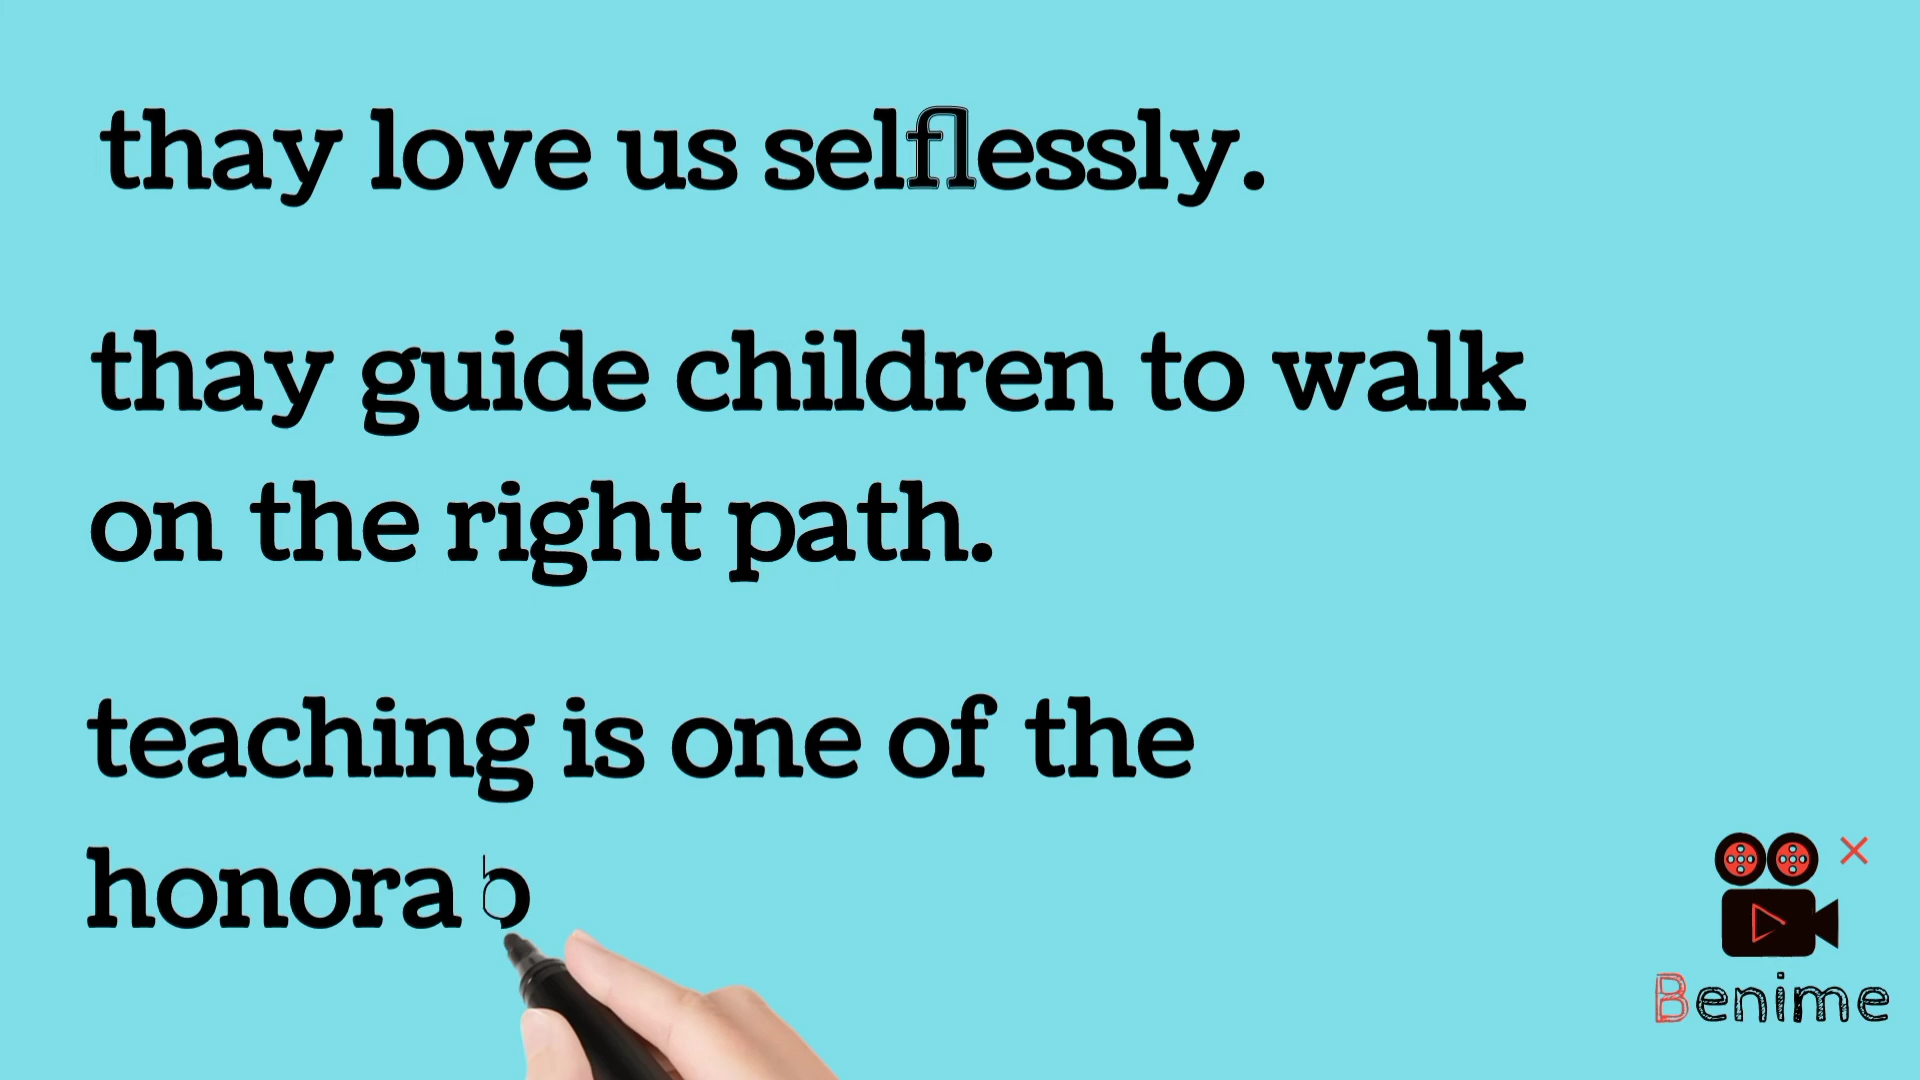 thay love us selflessly.
thay guide children to walk
on the right path.
teaching is one of the
honorab
Benime